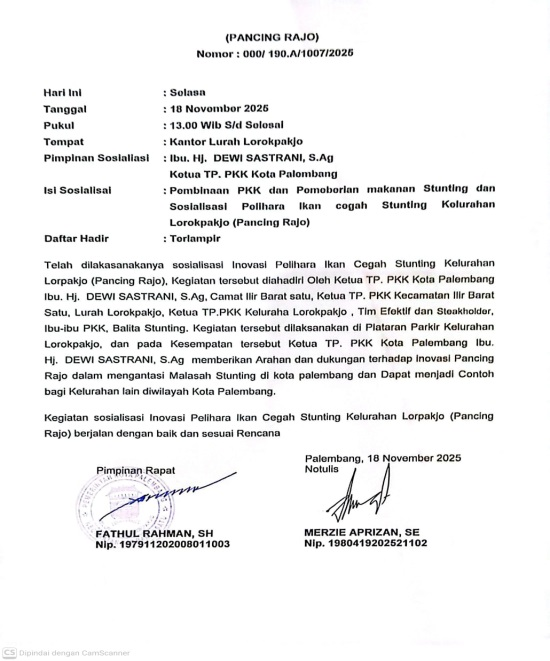 (PANCING RAJO)
Nomor : 000/ 190.A/1007/2025
Hari Ini : Selasa
Tanggal : 18 November 2025
Pukul : 13.00 Wib S/d Selesai
Tempat : Kantor Lurah Lorokpakjo
Pimpinan Sosialiasi : Ibu. Hj. DEWI SASTRANI, S.Ag
Ketua TP. PKK Kota Palembang
Isi Sosialisai : Pembinaan PKK dan Pemoberian makanan Stunting dan
Sosialisasi Pelihara Ikan cegah Stunting Kelurahan
Lorokpakjo (Pancing Rajo)
Daftar Hadir : Terlampir
Telah dilakasanakanya sosialisasi Inovasi Pelihara Ikan Cegah Stunting Kelurahan
Lorpakjo (Pancing Rajo), Kegiatan tersebut diahadiri Oleh Ketua TP. PKK Kota Palembang
Ibu. Hj. DEWI SASTRANI, S.Ag, Camat Ilir Barat satu, Ketua TP. PKK Kecamatan Ilir Barat
Satu, Lurah Lorokpakjo, Ketua TP.PKK Keluraha Lorokpakjo , Tim Efektif dan Steakholder,
Ibu-ibu PKK, Balita Stunting. Kegiatan tersebut dilaksanakan di Plataran Parkir Kelurahan
Lorokpakjo, dan pada Kesempatan tersebut Ketua TP. PKK Kota Palembang Ibu.
Hj. DEWI SASTRANI, S.Ag memberikan Arahan dan dukungan terhadap Inovasi Pancing
Rajo dalam mengantasi Malasah Stunting di kota palembang dan Dapat menjadi Contoh
bagi Kelurahan lain diwilayah Kota Palembang.
Kegiatan sosialisasi Inovasi Pelihara Ikan Cegah Stunting Kelurahan Lorpakjo (Pancing
Rajo) berjalan dengan baik dan sesuai Rencana
Palembang, 18 November 2025
Pimpinan Rapat
Notulis
FATHUL RAHMAN, SH
Nip. 197911202008011003
MERZIE APRIZAN, SE
Nip. 1980419202521102
CS Dipindai dengan CamScanner